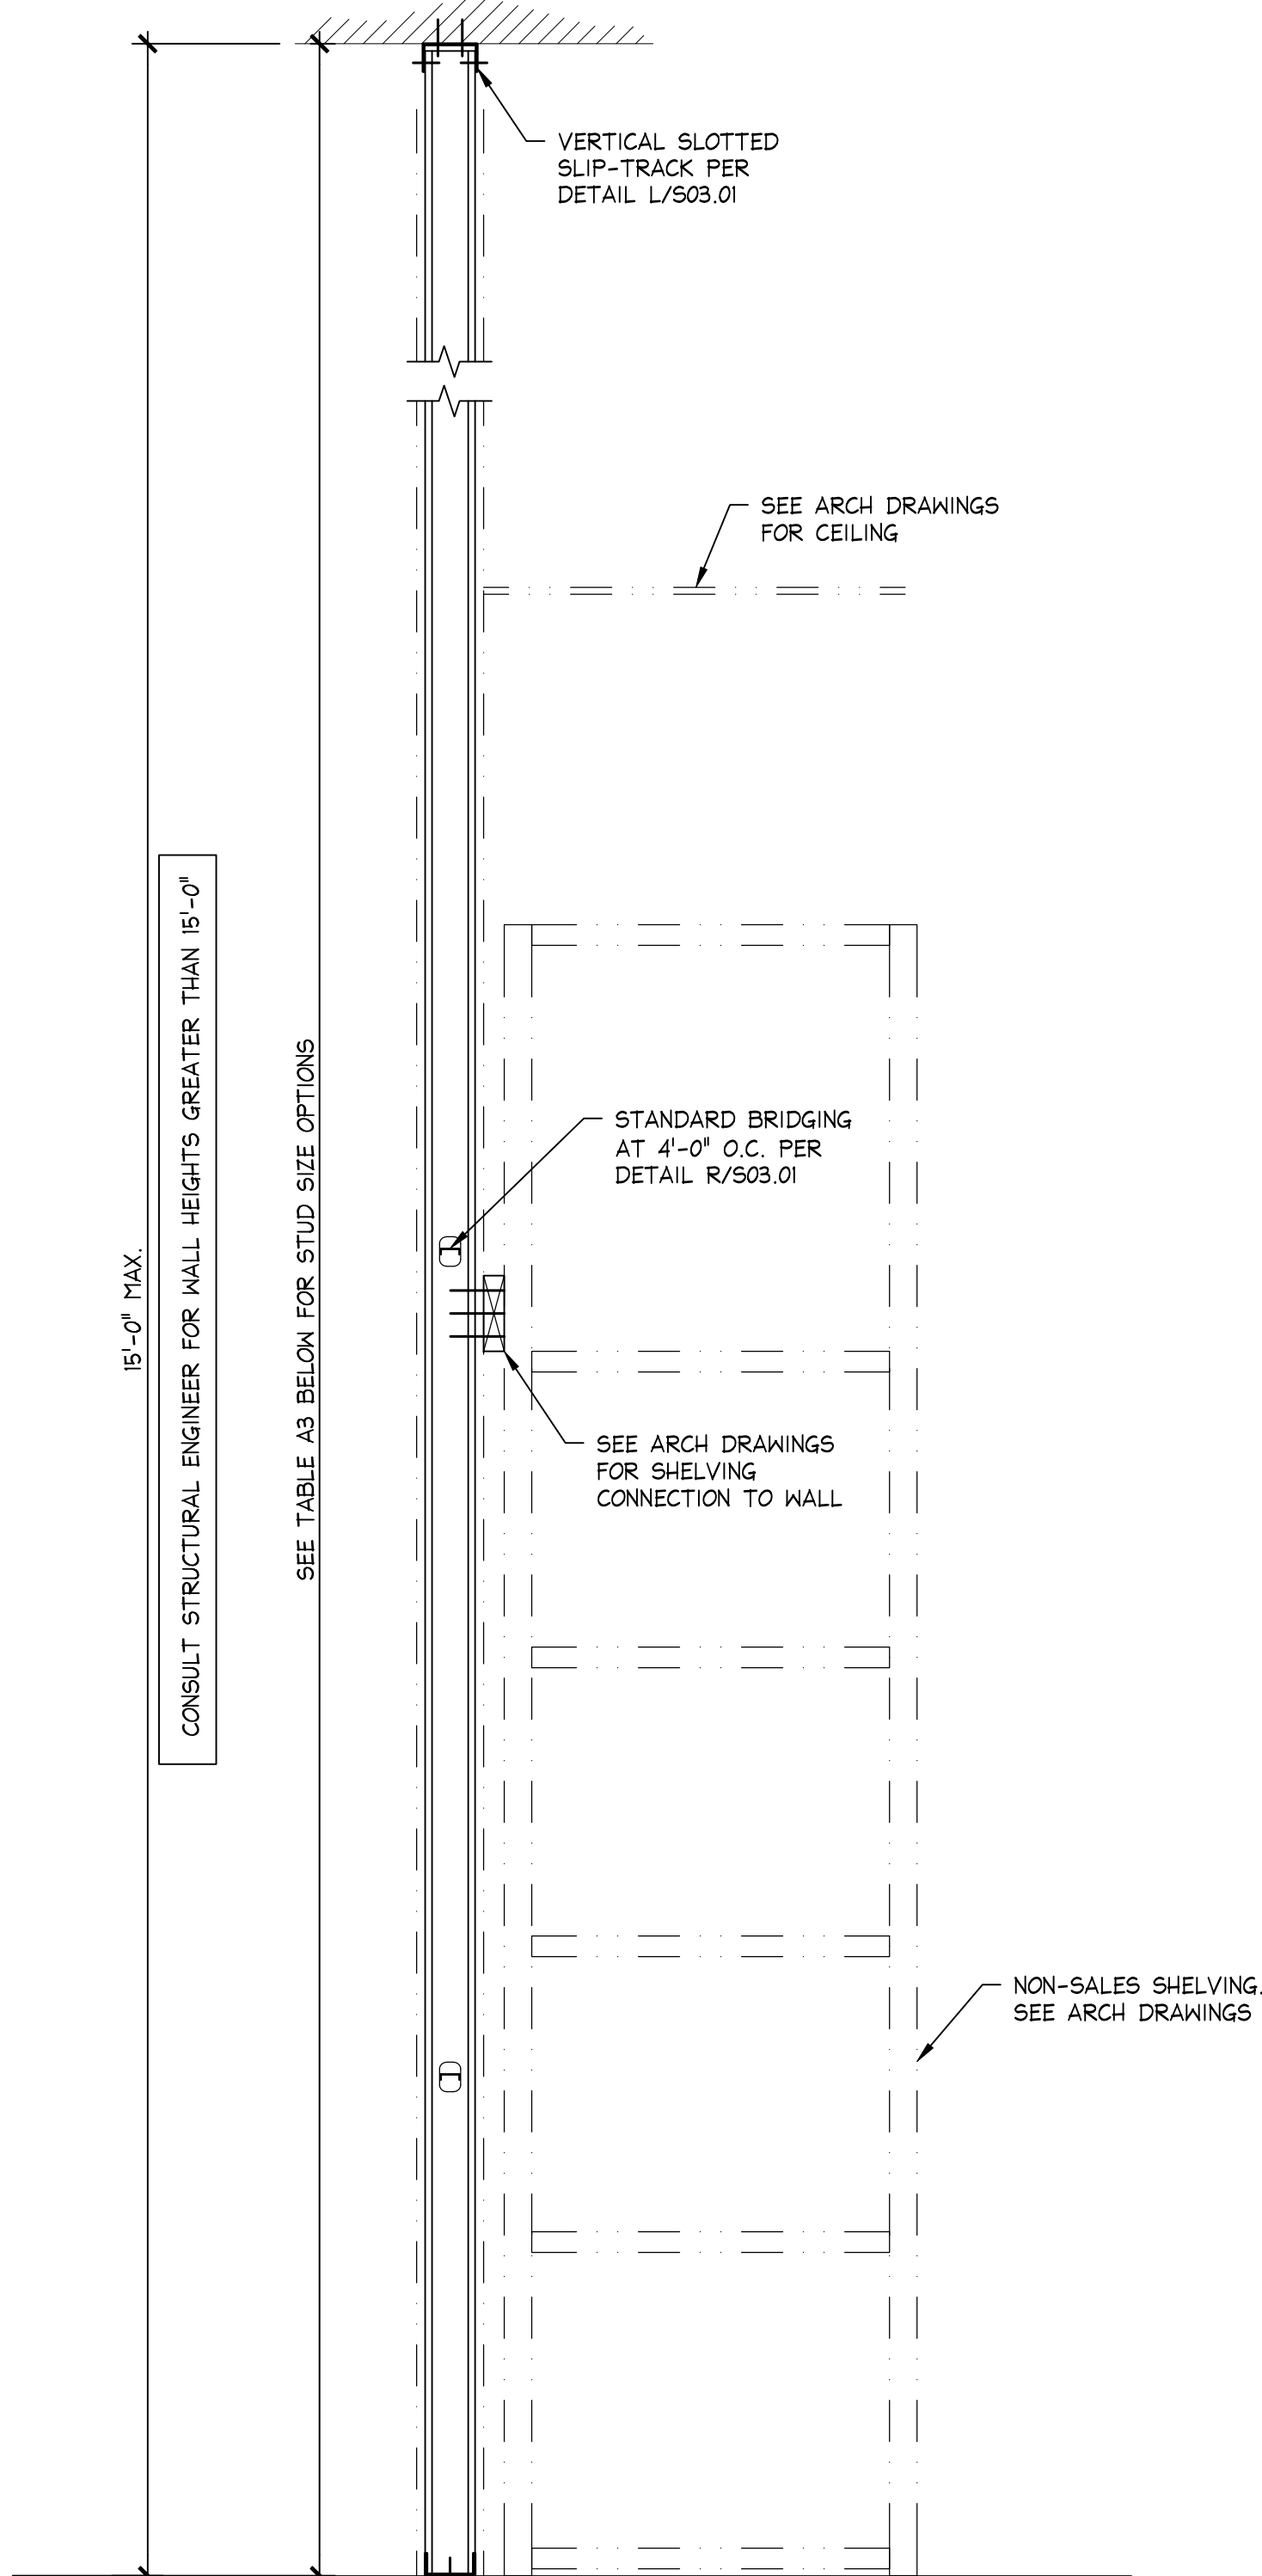 VERTICAL SLOTTED
SLIP-TRACK PER
DETAIL L/S03.01
SEE ARCH DRAWINGS
FOR CEILING
15'-0" MAX.
CONSULT STRUCTURAL ENGINEER FOR WALL HEIGHTS GREATER THAN 15'-0"
SEE TABLE A3 BELOW FOR STUD SIZE OPTIONS
STANDARD BRIDGING
AT 4'-0" O.C. PER
DETAIL R/S03.01
SEE ARCH DRAWINGS
FOR SHELVING
CONNECTION TO WALL
NON-SALES SHELVING.
SEE ARCH DRAWINGS